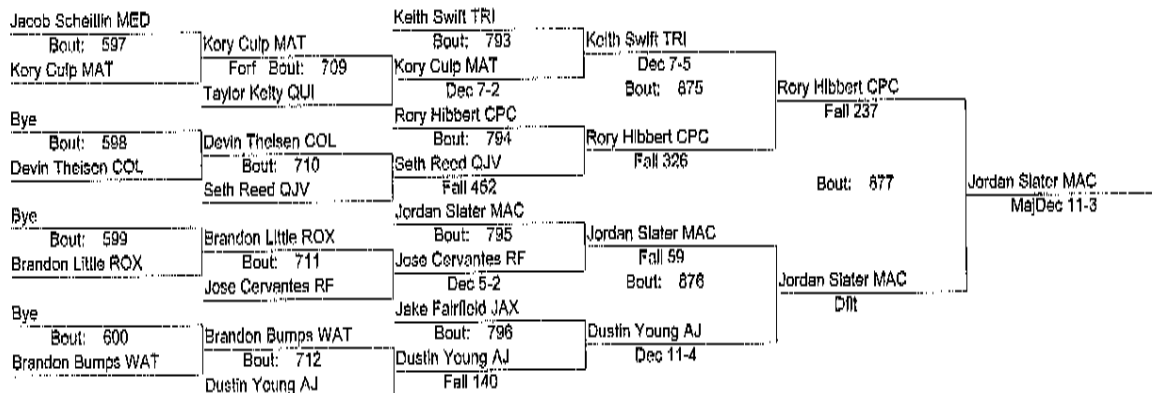 Jacob Scheillin MED
Bout: 597
Kory Culp MAT
Bye
Bout: 598
Devin Theisen COL
Bye
Bout: 599
Brandon Little ROX
Bye
Bout: 600
Brandon Bumps WAT
Kory Culp MAT
Forf Bout: 709
Taylor Kelty QUI
Devin Theisen COL
Bout: 710
Seth Reed QJV
Brandon Little ROX
Bout: 711
Jose Cervantes RF
Brandon Bumps WAT
Bout: 712
Dustin Young AJ
Keith Swift TRI
Bout: 793
Kory Culp MAT
Dec 7-2
Rory Hibbert CPC
Bout: 794
Seth Reed QJV
Fall 452
Jordan Slater MAC
Bout: 795
Jose Cervantes RF
Dec 5-2
Jake Fairfield JAX
Bout: 796
Dustin Young AJ
Fall 140
Keith Swift TRI
Dec 7-5
Bout: 875
Rory Hibbert CPC
Fall 326
Jordan Slater MAC
Fall 59
Bout: 876
Dustin Young AJ
Dec 11-4
Rory Hibbert CPC
Fall 237
Bout: 877
Jordan Slater MAC
Dflt
Jordan Slater MAC
MajDec 11-3